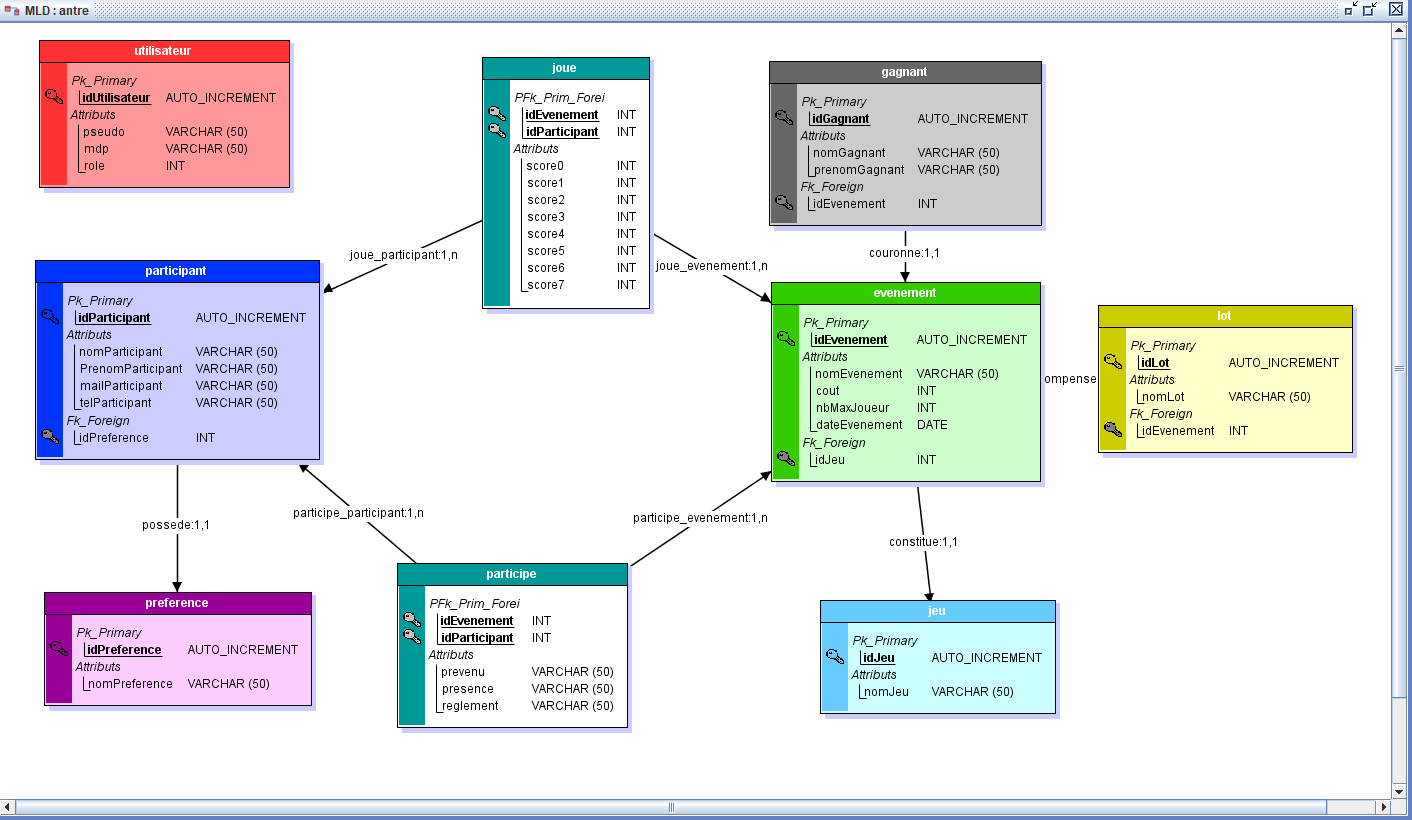 MLD : antre
utilisateur
Pk_Primary
idUtilisateur AUTO_INCREMENT
Attributs
pseudo VARCHAR (50)
mdp VARCHAR (50)
role INT
joue
PFk_Prim_Forei
idEvenement INT
idParticipant INT
Attributs
score0 INT
score1 INT
score2 INT
score3 INT
score4 INT
score5 INT
score6 INT
score7 INT
gagnant
Pk_Primary
idGagnant AUTO_INCREMENT
Attributs
nomGagnant VARCHAR (50)
prenomGagnant VARCHAR (50)
Fk_Foreign
idEvenement INT
joue_participant:1,n
joue_evenement:1,n
couronne:1,1
participant
Pk_Primary
idParticipant AUTO_INCREMENT
Attributs
nomParticipant VARCHAR (50)
PrenomParticipant VARCHAR (50)
mailParticipant VARCHAR (50)
telParticipant VARCHAR (50)
Fk_Foreign
idPreference INT
evenement
Pk_Primary
idEvenement AUTO_INCREMENT
Attributs
nomEvenement VARCHAR (50)
cout INT
nbMaxJoueur INT
dateEvenement DATE
Fk_Foreign
idJeu INT
ompense
lot
Pk_Primary
idLot AUTO_INCREMENT
Attributs
nomLot VARCHAR (50)
Fk_Foreign
idEvenement INT
possede:1,1
participe_participant:1,n
participe_evenement:1,n
constitue:1,1
preference
Pk_Primary
idPreference AUTO_INCREMENT
Attributs
nomPreference VARCHAR (50)
participe
PFk_Prim_Forei
idEvenement INT
idParticipant INT
Attributs
prevenu VARCHAR (50)
presence VARCHAR (50)
reglement VARCHAR (50)
jeu
Pk_Primary
idJeu AUTO_INCREMENT
Attributs
nomJeu VARCHAR (50)